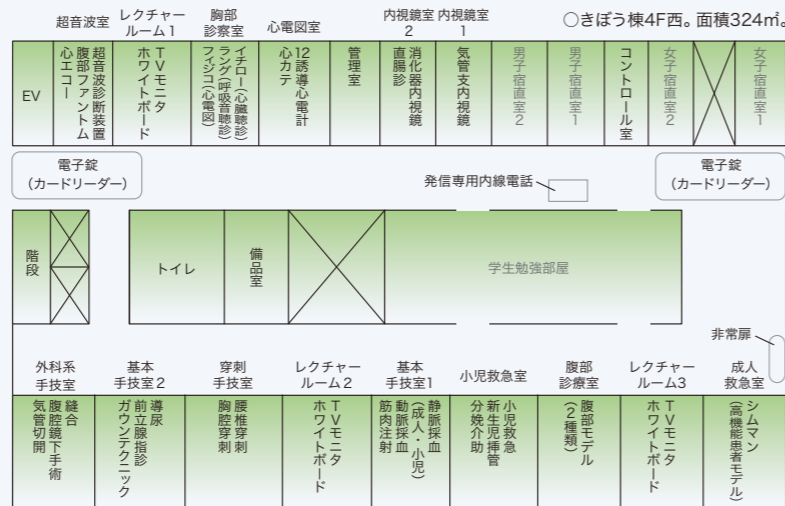 ○きぼう棟4F西。面積324㎡。
超音波室
レクチャー
ルーム1
胸部
診察室
心電図室
内視鏡室
2
内視鏡室
1
EV
超音波診断装置
腹部ファントム
心エコー
TVモニタ
ホワイトボード
イチロー(心臓聴診)
ラング(呼吸音聴診)
フィジコ(心電図)
12誘導心電計
心カテ
管理室
消化器内視鏡
直腸診
気管支内視鏡
男子宿直室2
男子宿直室1
コントロール室
女子宿直室2
女子宿直室1
電子錠
(カードリーダー)
発信専用内線電話
電子錠
(カードリーダー)
階段
トイレ
備品室
学生勉強部屋
非常扉
外科系
手技室
基本
手技室2
穿刺
手技室
レクチャー
ルーム2
基本
手技室1
小児救急室
腹部
診療室
レクチャー
ルーム3
成人
救急室
縫合
腹腔鏡下手術
気管切開
導尿
前立腺指診
ガウンテクニック
腰椎穿刺
胸腔穿刺
TVモニタ
ホワイトボード
静脈採血
(成人・小児)
動脈採血
筋肉注射
小児救急
新生児挿管
分娩介助
腹部モデル
(2種類)
TVモニタ
ホワイトボード
シムマン
(高機能患者モデル)